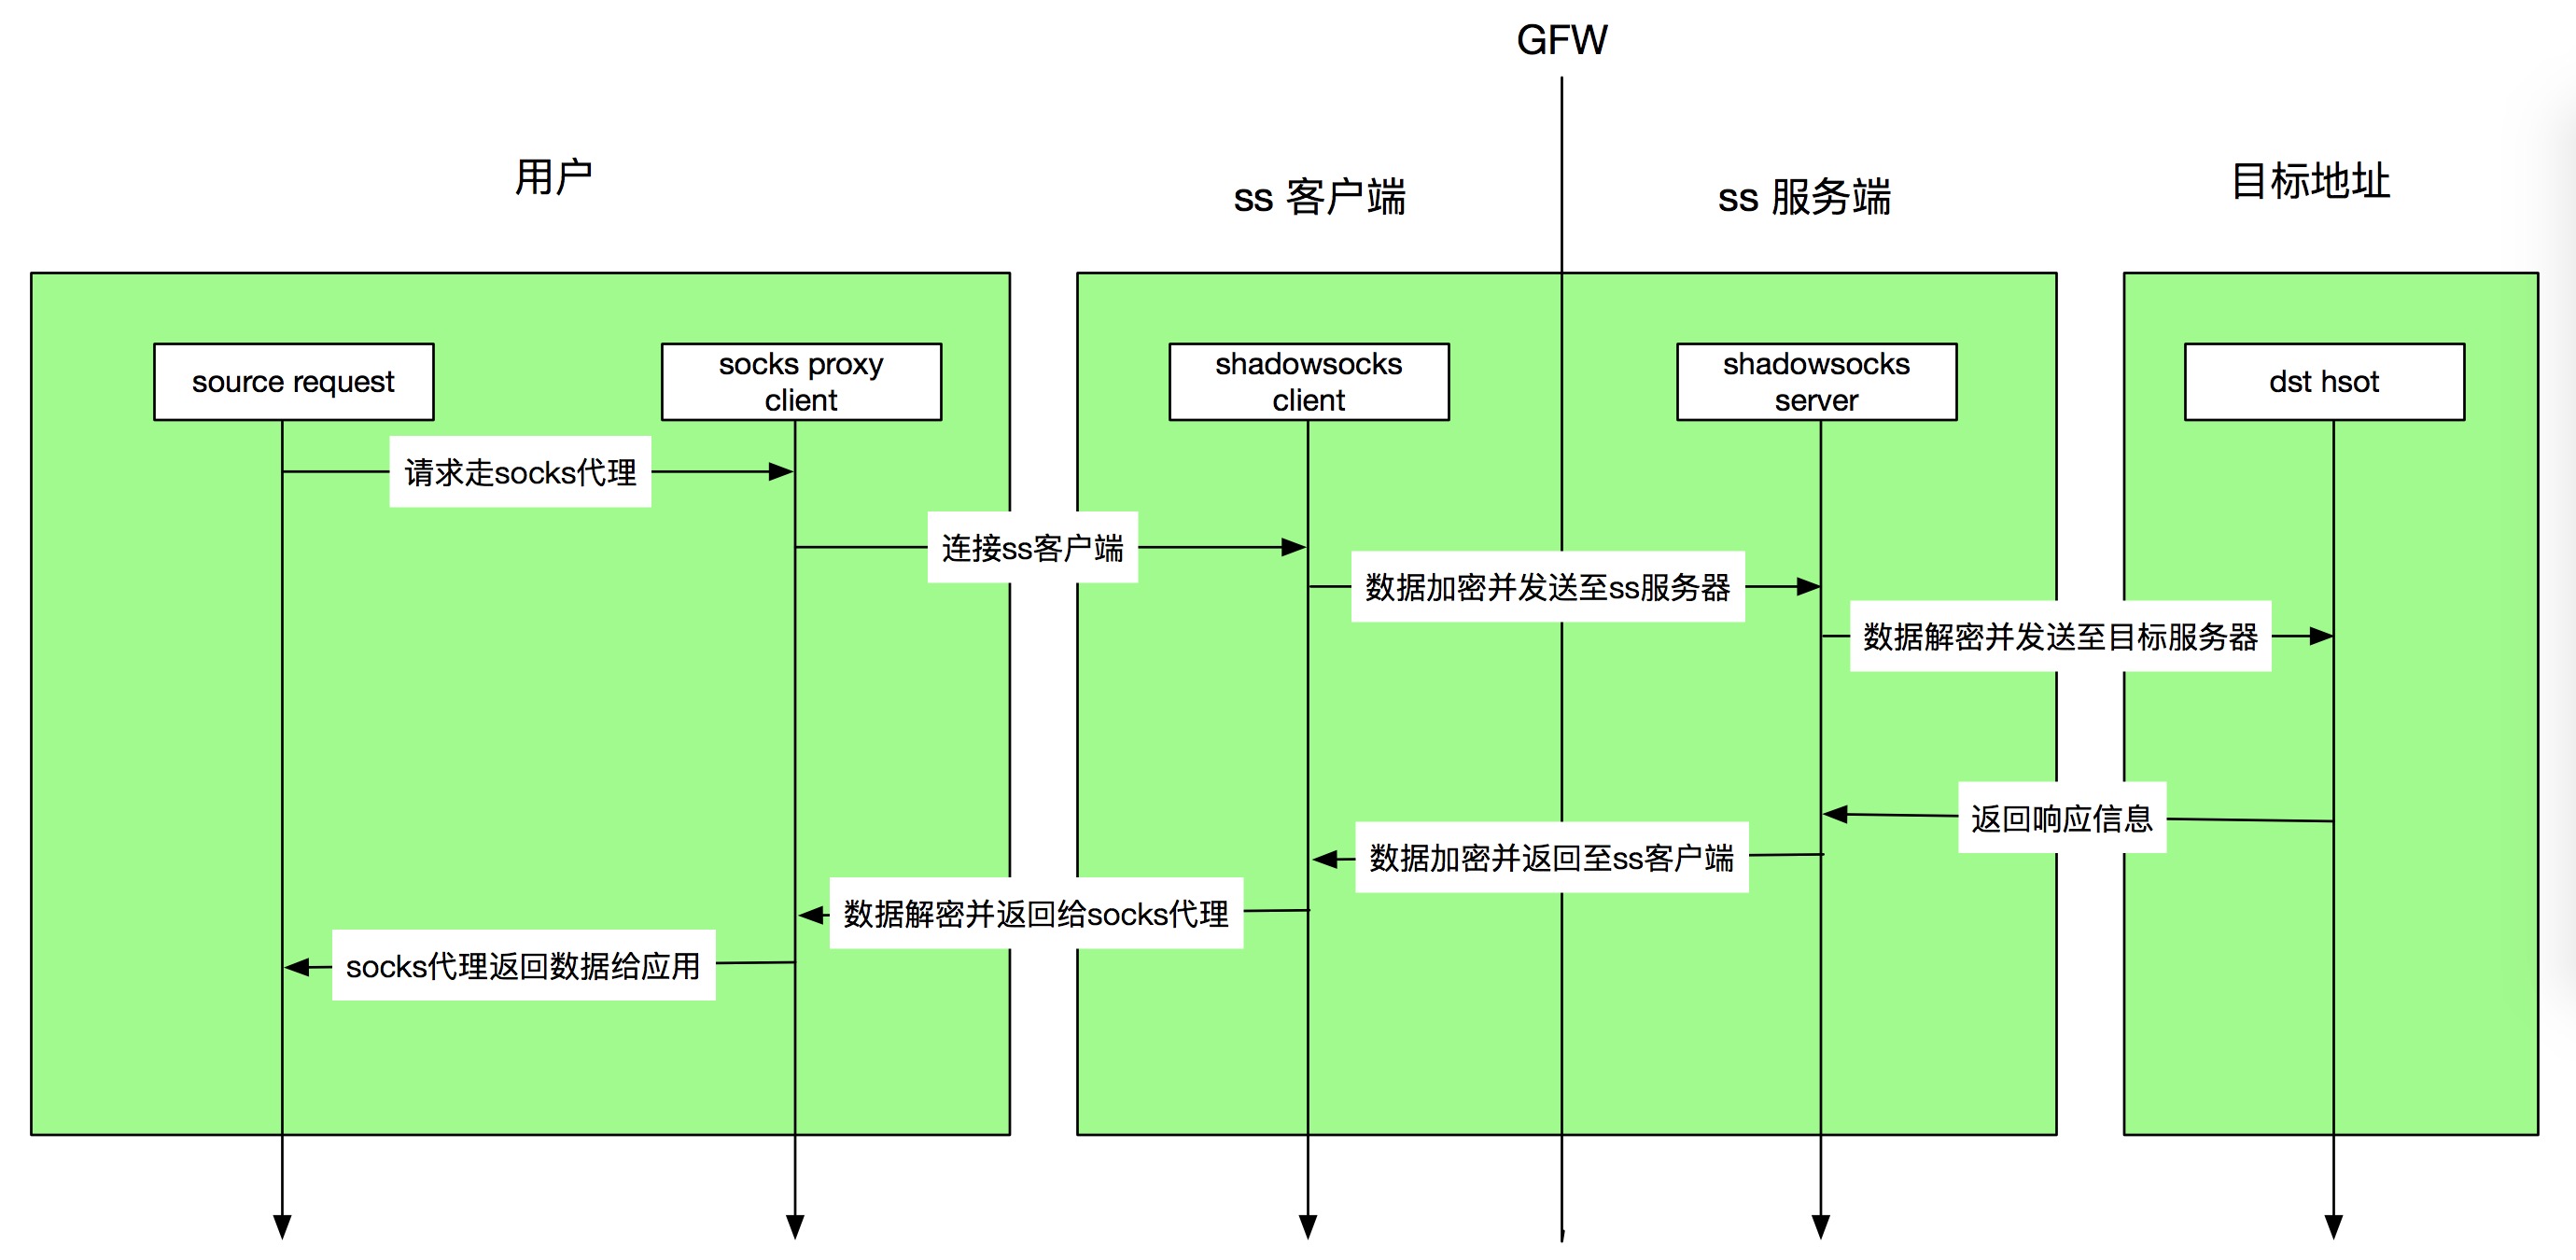 GFW
用户
ss 客户端
ss 服务端
目标地址
source request
socks proxy
client
shadowsocks
client
shadowsocks
server
dst hsot
请求走socks代理
连接ss客户端
数据加密并发送至ss服务器
数据解密并发送至目标服务器
返回响应信息
数据加密并返回至ss客户端
数据解密并返回给socks代理
socks代理返回数据给应用